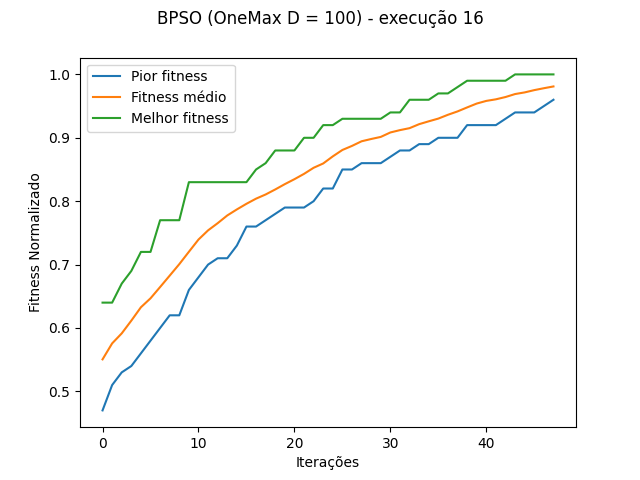 BPSO (OneMax D = 100) - execução 16
Pior fitness
Fitness médio
Melhor fitness
Fitness Normalizado
1.0
0.9
0.8
0.7
0.6
0.5
0
10
20
30
40
Iterações